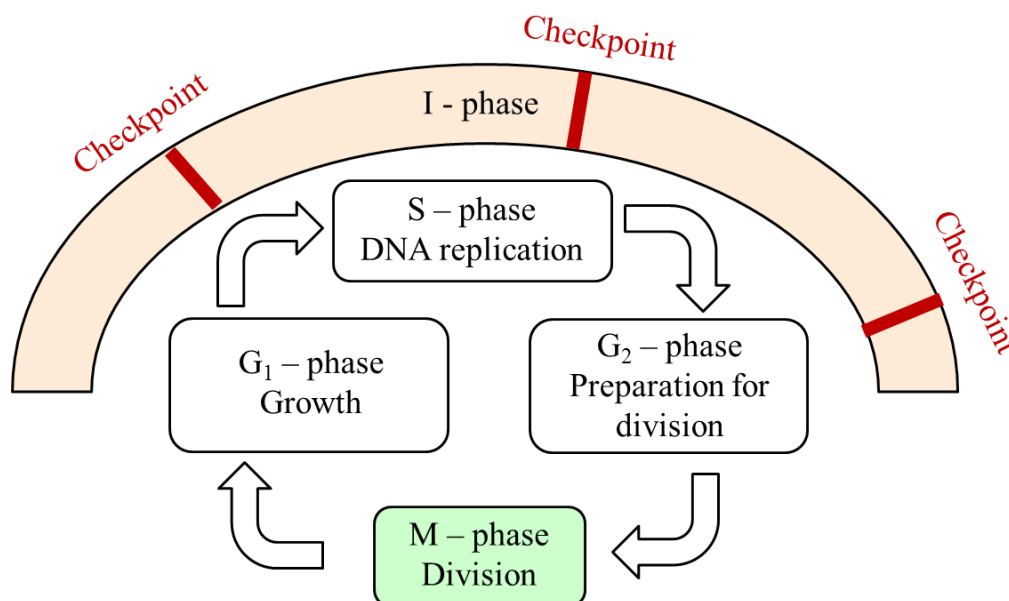 Checkpoint
Checkpoint
I - phase
Checkpoint
S – phase
DNA replication
G₁ – phase
Growth
G₂ – phase
Preparation for
division
M – phase
Division